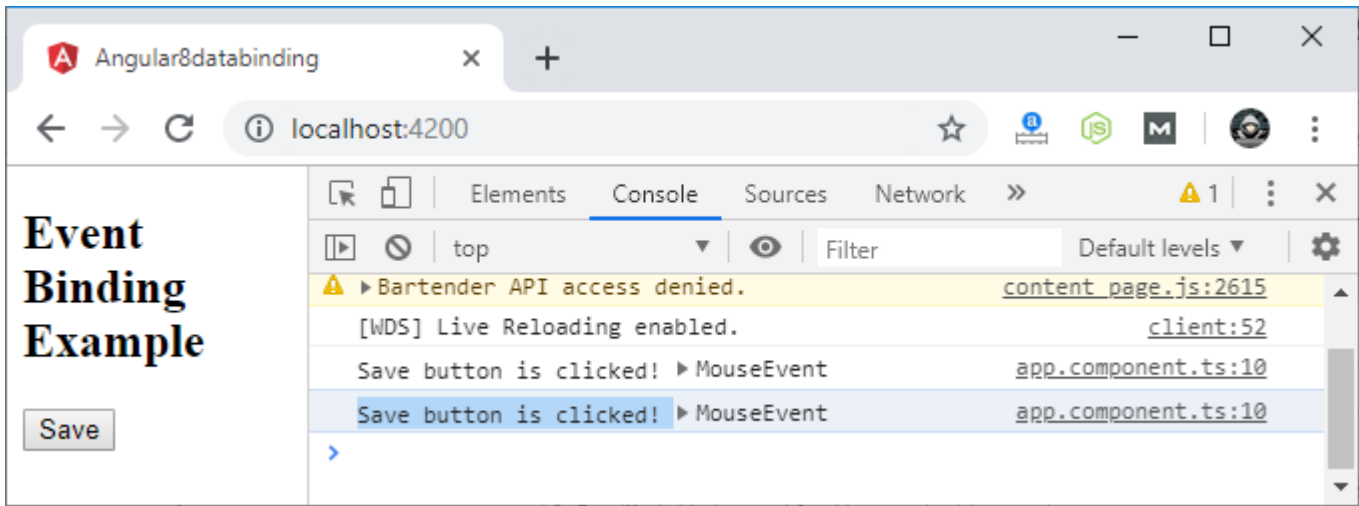 Angular8databinding
localhost:4200
Elements Console Sources Network » 1
top Filter Default levels ▼
Event
Binding
Example
Save
Bartender API access denied. content page.js:2615
[WDS] Live Reloading enabled. client:52
Save button is clicked! ▶ MouseEvent app.component.ts:10
Save button is clicked! ▶ MouseEvent app.component.ts:10